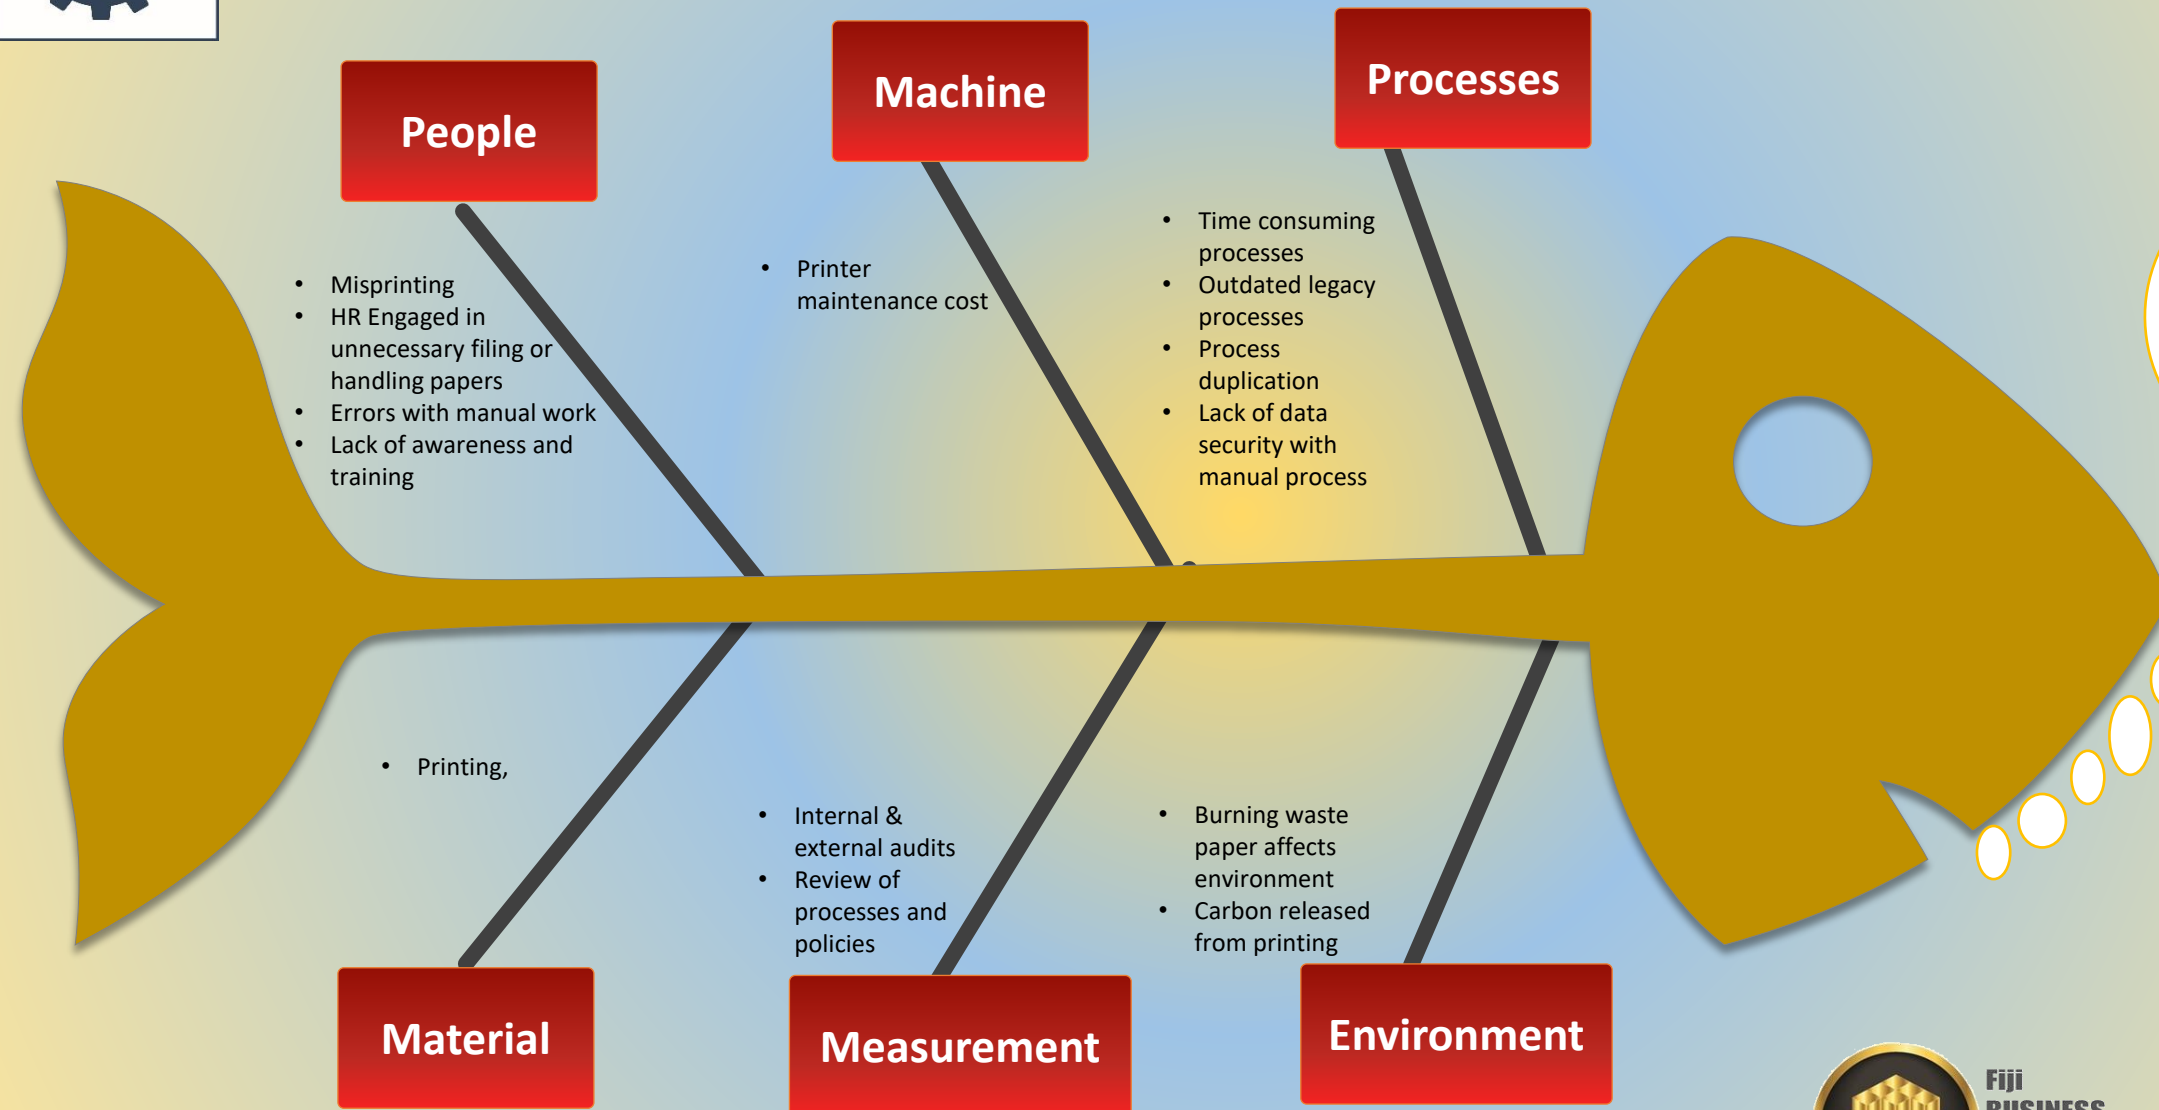 People
Machine
Processes
• Misprinting
• HR Engaged in
unnecessary filing or
handling papers
• Errors with manual work
• Lack of awareness and
training
• Printer
maintenance cost
• Time consuming
processes
• Outdated legacy
processes
• Process
duplication
• Lack of data
security with
manual process
• Printing,
• Internal &
external audits
• Review of
processes and
policies
• Burning waste
paper affects
environment
• Carbon released
from printing
Material
Measurement
Environment
Fiji
BUSINESS